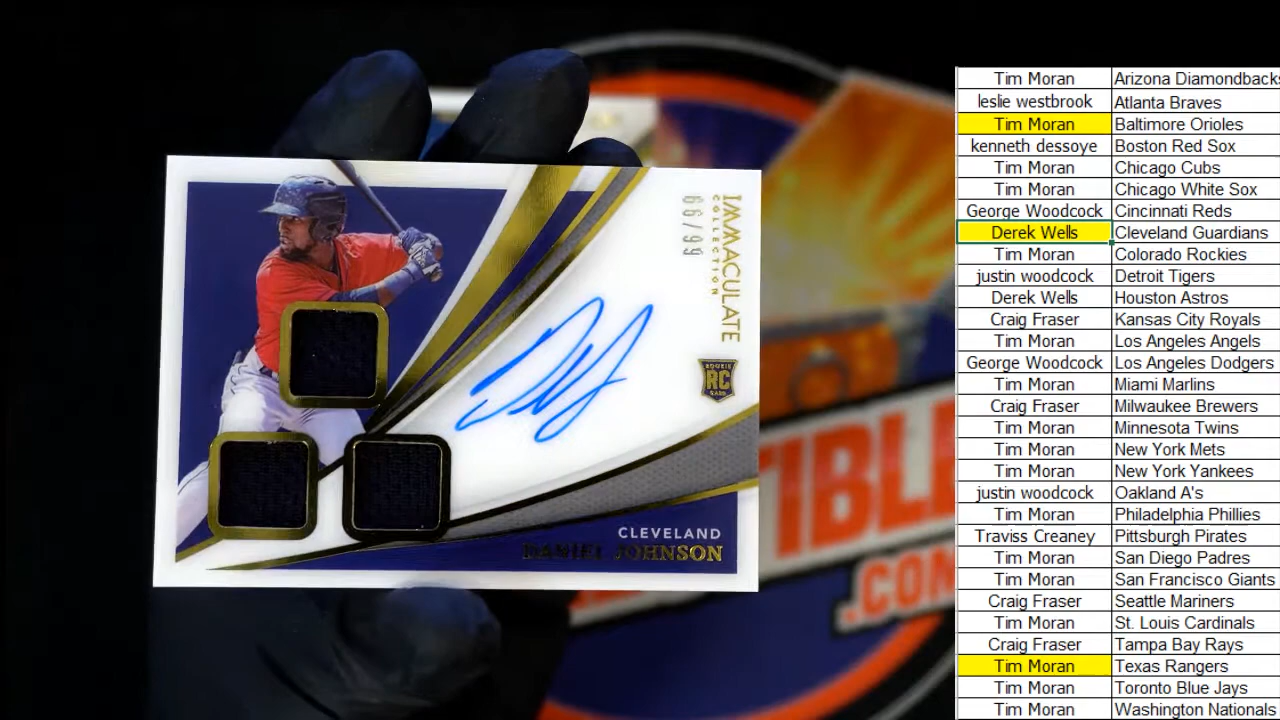 IMMACULATE
COLLECTION
66/99
ROOKIE
RC
CARD
CLEVELAND
DANIEL JOHNSON
TIBLE
.COM
Tim Moran Arizona Diamondbacks
leslie westbrook Atlanta Braves
Tim Moran Baltimore Orioles
kenneth dessoye Boston Red Sox
Tim Moran Chicago Cubs
Tim Moran Chicago White Sox
George Woodcock Cincinnati Reds
Derek Wells Cleveland Guardians
Tim Moran Colorado Rockies
justin woodcock Detroit Tigers
Derek Wells Houston Astros
Craig Fraser Kansas City Royals
Tim Moran Los Angeles Angels
George Woodcock Los Angeles Dodgers
Tim Moran Miami Marlins
Craig Fraser Milwaukee Brewers
Tim Moran Minnesota Twins
Tim Moran New York Mets
Tim Moran New York Yankees
justin woodcock Oakland A's
Tim Moran Philadelphia Phillies
Traviss Creaney Pittsburgh Pirates
Tim Moran San Diego Padres
Tim Moran San Francisco Giants
Craig Fraser Seattle Mariners
Tim Moran St. Louis Cardinals
Craig Fraser Tampa Bay Rays
Tim Moran Texas Rangers
Tim Moran Toronto Blue Jays
Tim Moran Washington Nationals